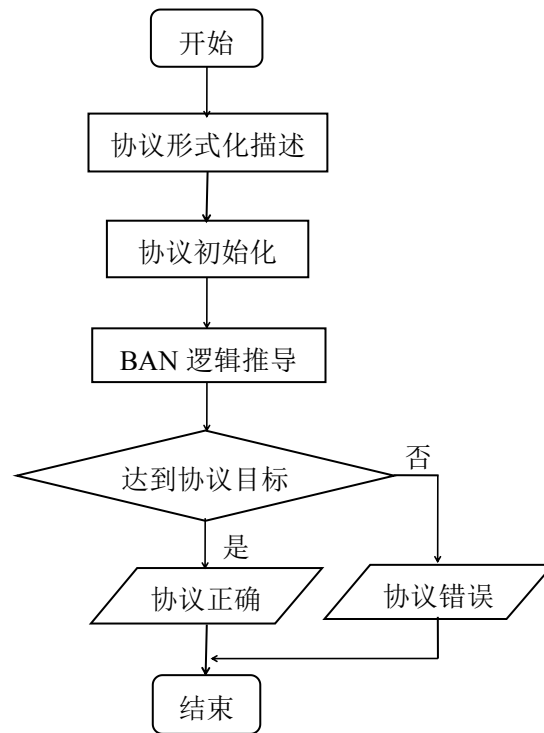 开始
协议形式化描述
协议初始化
BAN 逻辑推导
达到协议目标
否
是
协议正确
协议错误
结束